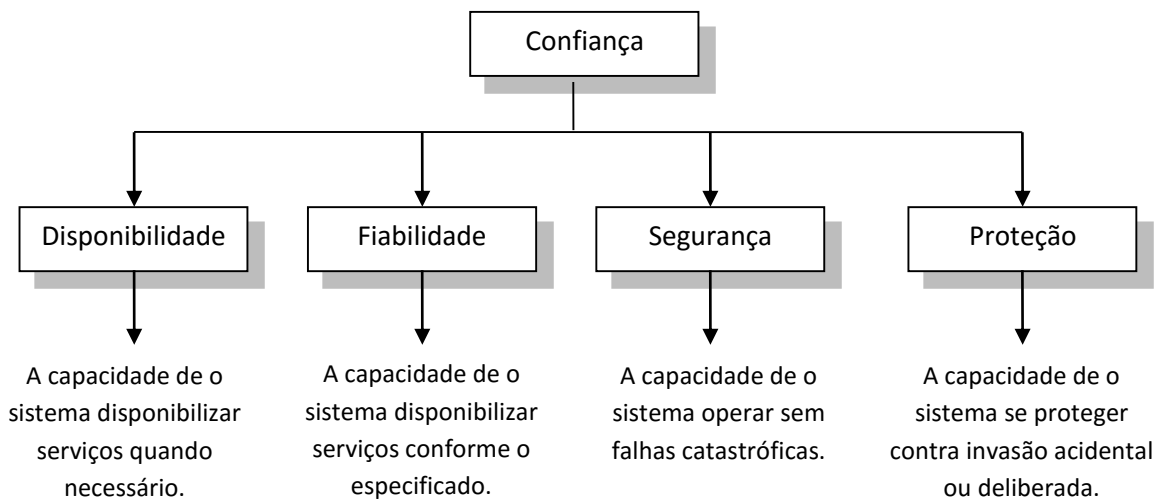 Confiança
Disponibilidade
Fiabilidade
Segurança
Proteção
A capacidade de o
sistema disponibilizar
serviços quando
necessário.
A capacidade de o
sistema disponibilizar
serviços conforme o
especificado.
A capacidade de o
sistema operar sem
falhas catastróficas.
A capacidade de o
sistema se proteger
contra invasão acidental
ou deliberada.